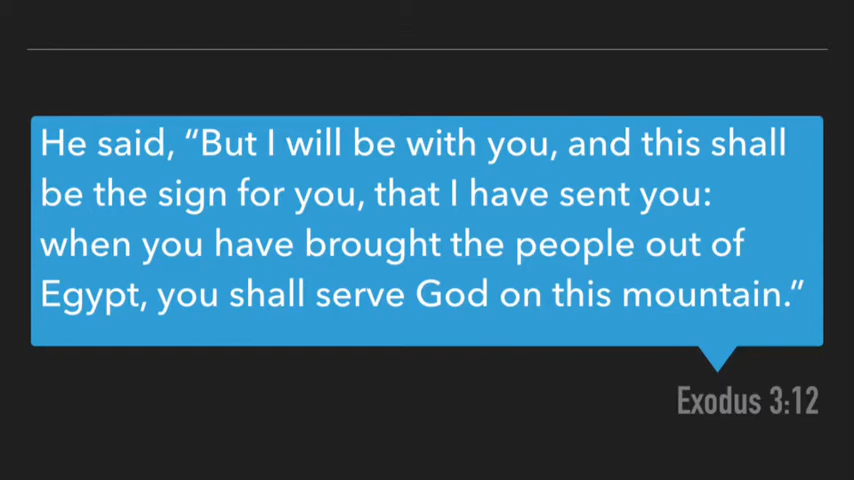 He said, “But I will be with you, and this shall
be the sign for you, that I have sent you:
when you have brought the people out of
Egypt, you shall serve God on this mountain.”
Exodus 3:12